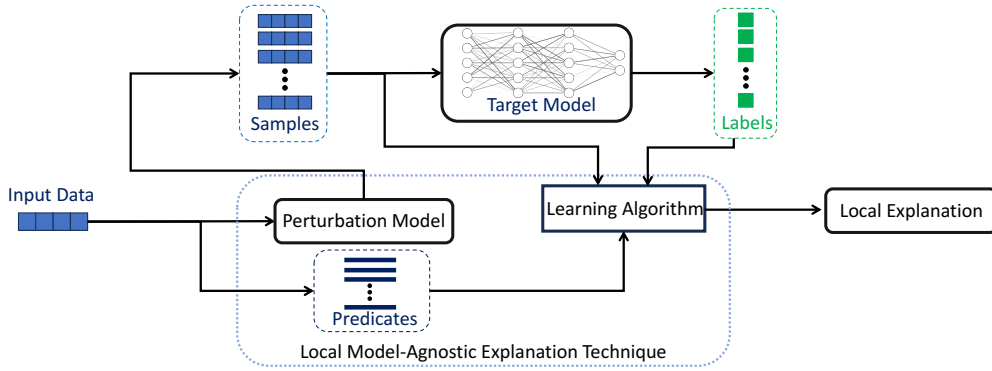 Samples
Target Model
Labels
Input Data
Perturbation Model
Learning Algorithm
Local Explanation
Predicates
Local Model-Agnostic Explanation Technique